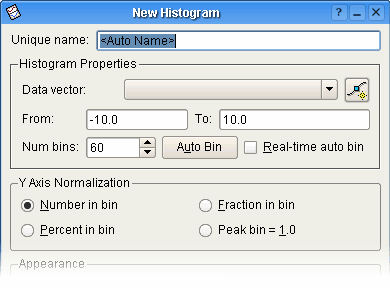 New Histogram
Unique name: <Auto Name>
Histogram Properties
Data vector:
From: -10.0 To: 10.0
Num bins: 60 Auto Bin Real-time auto bin
Y Axis Normalization
Number in bin Fraction in bin
Percent in bin Peak bin = 1.0
Appearance